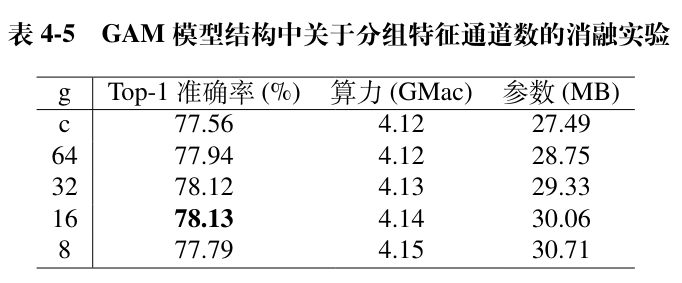 表 4-5 GAM 模型结构中关于分组特征通道数的消融实验
g Top-1 准确率 (%) 算力 (GMac) 参数 (MB)
c 77.56 4.12 27.49
64 77.94 4.12 28.75
32 78.12 4.13 29.33
16 78.13 4.14 30.06
8 77.79 4.15 30.71